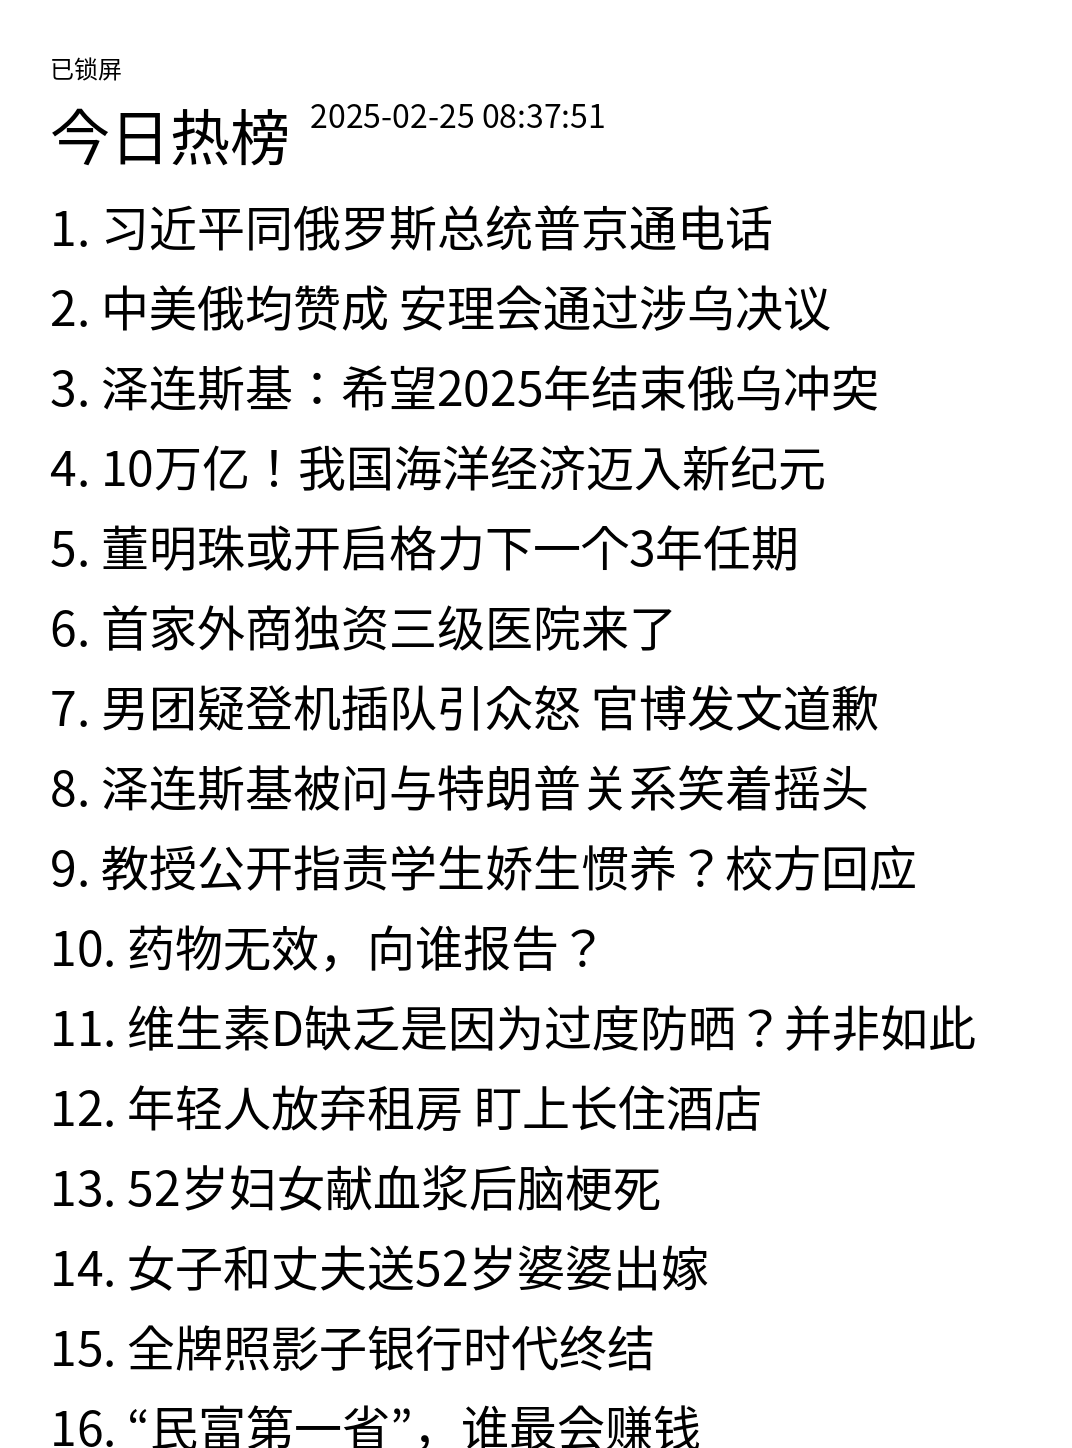 已锁屏
今日热榜 2025-02-25 08:37:51
1. 习近平同俄罗斯总统普京通电话
2. 中美俄均赞成 安理会通过涉乌决议
3. 泽连斯基：希望2025年结束俄乌冲突
4. 10万亿！我国海洋经济迈入新纪元
5. 董明珠或开启格力下一个3年任期
6. 首家外商独资三级医院来了
7. 男团疑登机插队引众怒 官博发文道歉
8. 泽连斯基被问与特朗普关系笑着摇头
9. 教授公开指责学生娇生惯养？校方回应
10. 药物无效，向谁报告？
11. 维生素D缺乏是因为过度防晒？并非如此
12. 年轻人放弃租房 盯上长住酒店
13. 52岁妇女献血浆后脑梗死
14. 女子和丈夫送52岁婆婆出嫁
15. 全牌照影子银行时代终结
16. “民富第一省”，谁最会赚钱